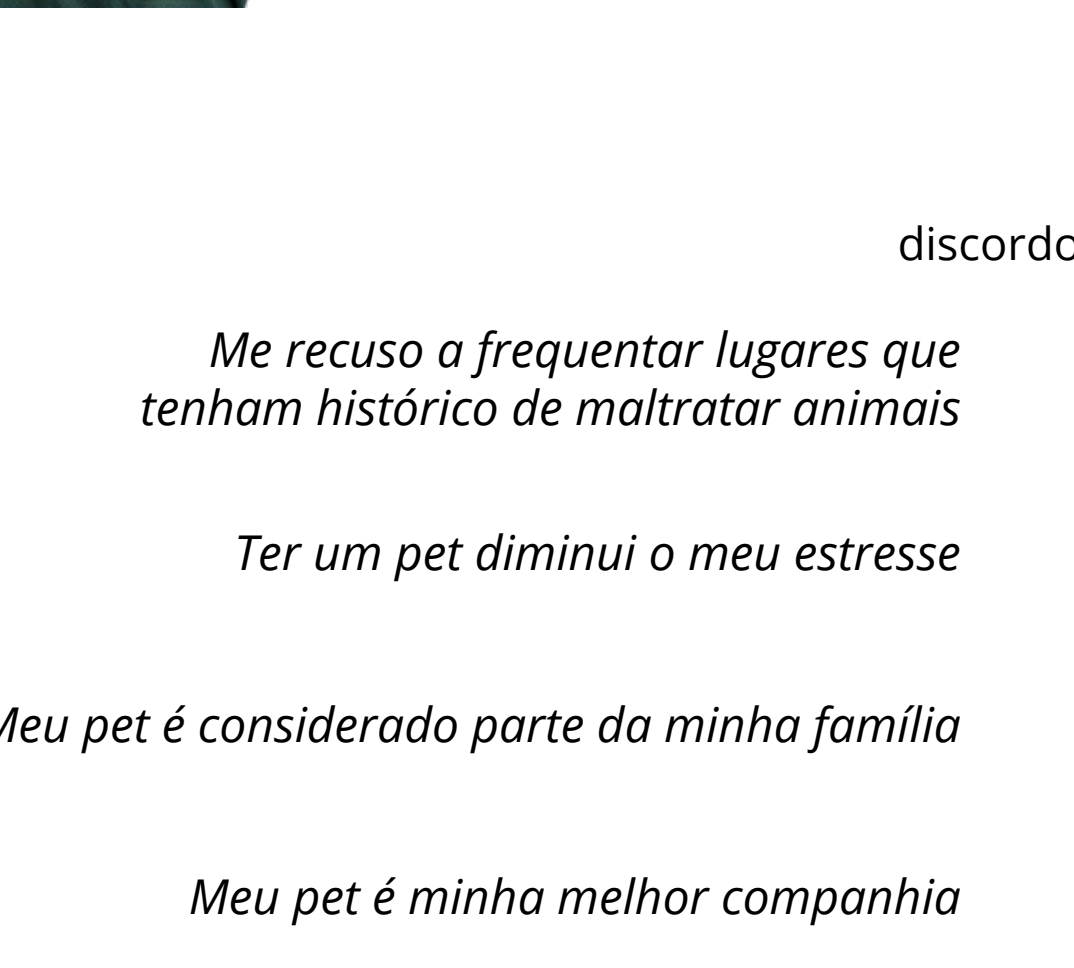 discordo
Me recuso a frequentar lugares que
tenham histórico de maltratar animais
Ter um pet diminui o meu estresse
Meu pet é considerado parte da minha família
Meu pet é minha melhor companhia